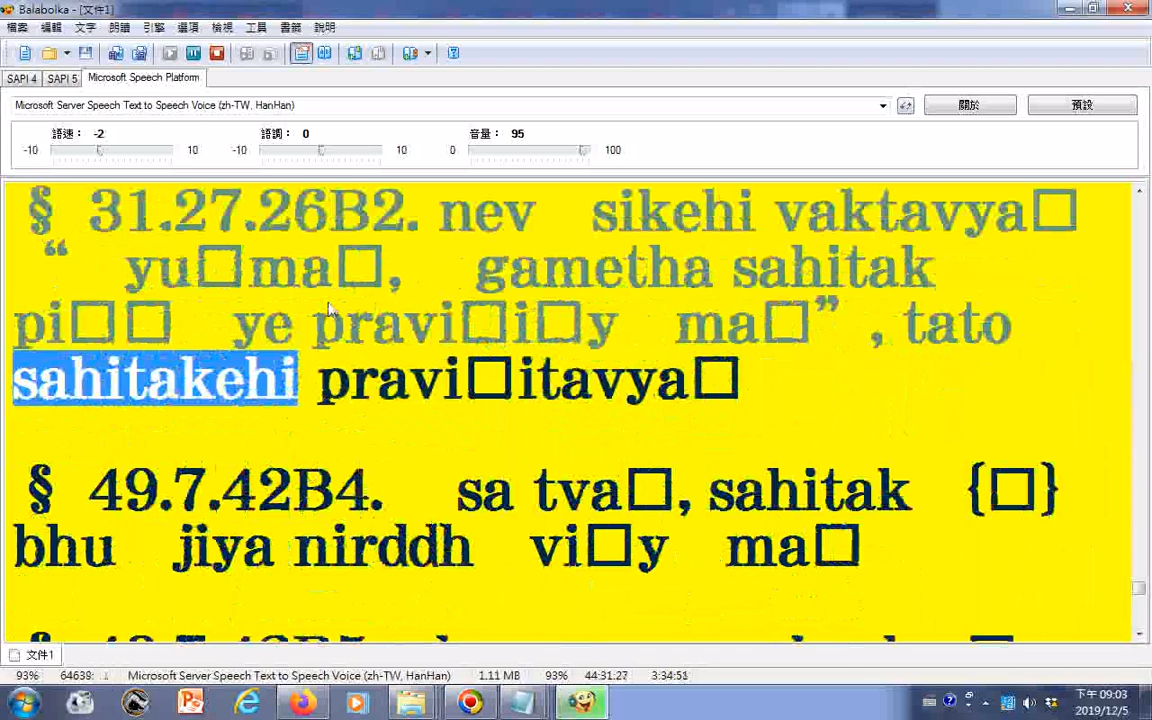 Balabolka - [文件1]
檔案 編輯 文字 朗讀 引擎 選項 檢視 工具 書籤 說明
SAPI 4 SAPI 5 Microsoft Speech Platform
Microsoft Server Speech Text to Speech Voice (zh-TW, HanHan) 關於 預設
語速： -2 語調： 0 音量： 95
-10 10 -10 10 0 100
§ 31.27.26B2. nev sikehi vaktavya□
“ yu□ma□, gametha sahitak
pi□□ ye pravi□i□y ma□” , tato
sahitakehi pravi□itavya□
§ 49.7.42B4. sa tva□, sahitak {□}
bhu jiya nirddh vi□y ma□
文件1
93% Microsoft Server Speech Text to Speech Voice (zh-TW, HanHan) 1.11 MB 93% 44:31:27 3:34:51
下午 09:03
2019/12/5